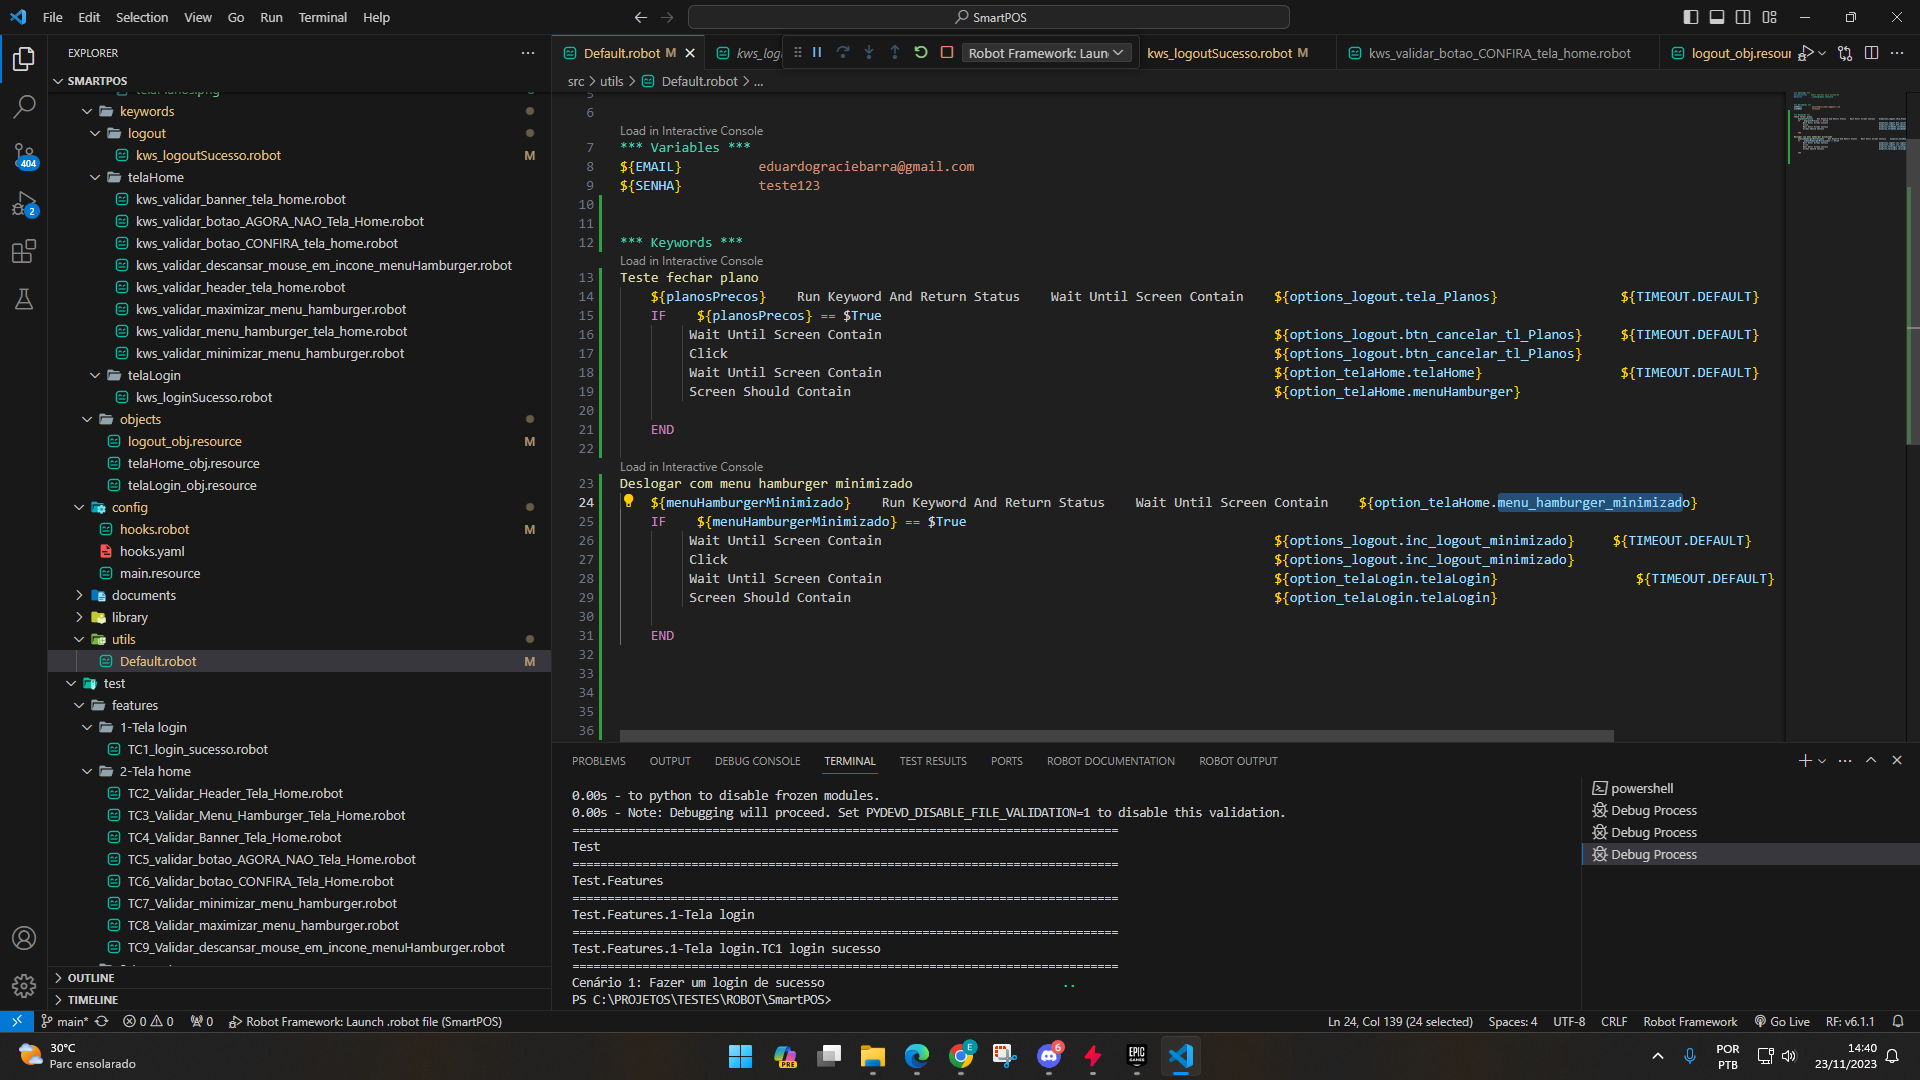 File Edit Selection View Go Run Terminal Help
SmartPOS
EXPLORER
Default.robot M
kws_log
Robot Framework: Laun
kws_logoutSucesso.robot M
kws_validar_botao_CONFIRA_tela_home.robot
logout_obj.resour
SMARTPOS
src > utils > Default.robot > ...
keywords
logout
kws_logoutSucesso.robot M
telaHome
kws_validar_banner_tela_home.robot
kws_validar_botao_AGORA_NAO_Tela_Home.robot
kws_validar_botao_CONFIRA_tela_home.robot
kws_validar_descansar_mouse_em_incone_menuHamburger.robot
kws_validar_header_tela_home.robot
kws_validar_maximizar_menu_hamburger.robot
kws_validar_menu_hamburger_tela_home.robot
kws_validar_minimizar_menu_hamburger.robot
telaLogin
kws_loginSucesso.robot
objects
logout_obj.resource M
telaHome_obj.resource
telaLogin_obj.resource
config
hooks.robot M
hooks.yaml
main.resource
documents
library
utils
Default.robot M
test
features
1-Tela login
TC1_login_sucesso.robot
2-Tela home
TC2_Validar_Header_Tela_Home.robot
TC3_Validar_Menu_Hamburger_Tela_Home.robot
TC4_Validar_Banner_Tela_Home.robot
TC5_validar_botao_AGORA_NAO_Tela_Home.robot
TC6_Validar_botao_CONFIRA_Tela_Home.robot
TC7_Validar_minimizar_menu_hamburger.robot
TC8_Validar_maximizar_menu_hamburger.robot
TC9_Validar_descansar_mouse_em_incone_menuHamburger.robot
OUTLINE
TIMELINE
404
2
5
6
Load in Interactive Console
7 *** Variables ***
8 ${EMAIL} eduardograciebarra@gmail.com
9 ${SENHA} teste123
10
11
12 *** Keywords ***
Load in Interactive Console
13 Teste fechar plano
14 ${planosPrecos} Run Keyword And Return Status Wait Until Screen Contain ${options_logout.tela_Planos} ${TIMEOUT.DEFAULT}
15 IF ${planosPrecos} == $True
16 Wait Until Screen Contain ${options_logout.btn_cancelar_tl_Planos} ${TIMEOUT.DEFAULT}
17 Click ${options_logout.btn_cancelar_tl_Planos}
18 Wait Until Screen Contain ${option_telaHome.telaHome} ${TIMEOUT.DEFAULT}
19 Screen Should Contain ${option_telaHome.menuHamburger}
20
21 END
22
Load in Interactive Console
23 Deslogar com menu hamburger minimizado
24 ${menuHamburgerMinimizado} Run Keyword And Return Status Wait Until Screen Contain ${option_telaHome.menu_hamburger_minimizado}
25 IF ${menuHamburgerMinimizado} == $True
26 Wait Until Screen Contain ${options_logout.inc_logout_minimizado} ${TIMEOUT.DEFAULT}
27 Click ${options_logout.inc_logout_minimizado}
28 Wait Until Screen Contain ${option_telaLogin.telaLogin} ${TIMEOUT.DEFAULT}
29 Screen Should Contain ${option_telaLogin.telaLogin}
30
31 END
32
33
34
35
36
PROBLEMS OUTPUT DEBUG CONSOLE TERMINAL TEST RESULTS PORTS ROBOT DOCUMENTATION ROBOT OUTPUT
0.00s - to python to disable frozen modules.
0.00s - Note: Debugging will proceed. Set PYDEVD_DISABLE_FILE_VALIDATION=1 to disable this validation.
==============================================================================
Test
==============================================================================
Test.Features
==============================================================================
Test.Features.1-Tela login
==============================================================================
Test.Features.1-Tela login.TC1 login sucesso
==============================================================================
Cenário 1: Fazer um login de sucesso ..
PS C:\PROJETOS\TESTES\ROBOT\SmartPOS>
powershell
Debug Process
Debug Process
Debug Process
main* 0 0 0 Robot Framework: Launch .robot file (SmartPOS)
Ln 24, Col 139 (24 selected) Spaces: 4 UTF-8 CRLF Robot Framework Go Live RF: v6.1.1
30°C
Parc ensolarado
PRE
E
6
EPIC GAMES
POR
PTB
14:40
23/11/2023